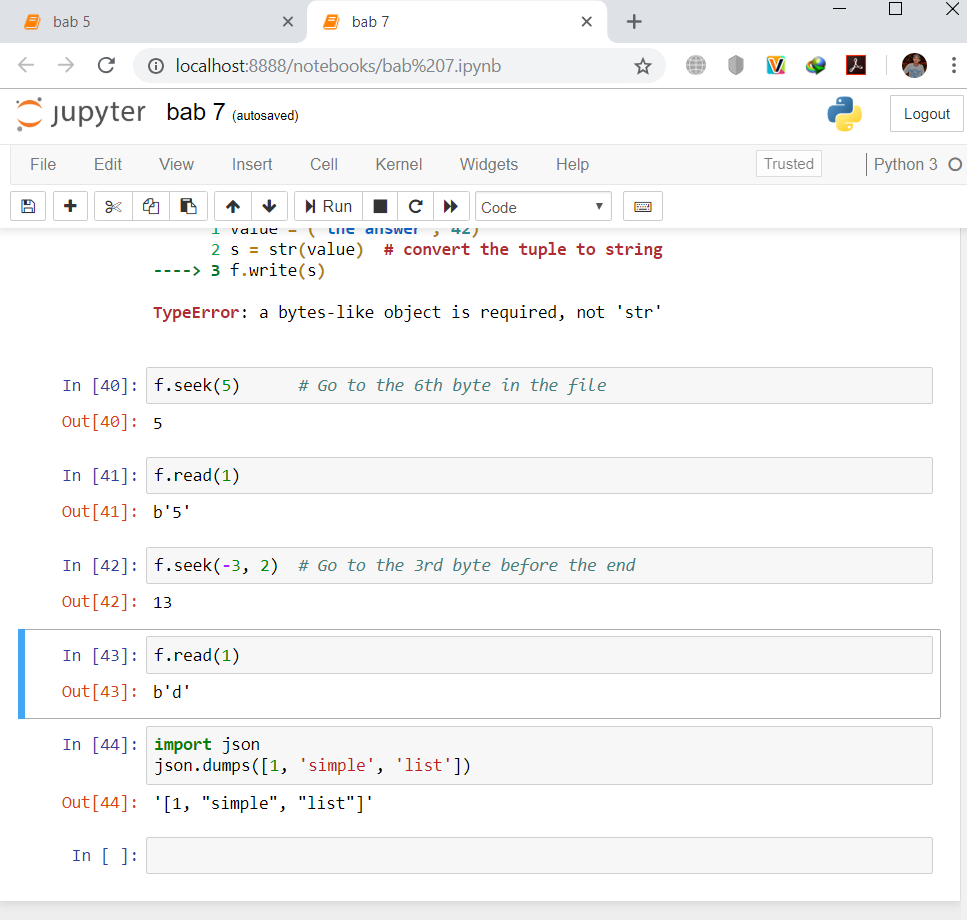 bab 5
bab 7
localhost:8888/notebooks/bab%207.ipynb
jupyter bab 7 (autosaved)
Logout
File Edit View Insert Cell Kernel Widgets Help Trusted Python 3
Run Code
1 value = ('the answer', 42)
2 s = str(value)  # convert the tuple to string
----> 3 f.write(s)
TypeError: a bytes-like object is required, not 'str'
In [40]: f.seek(5)      # Go to the 6th byte in the file
Out[40]: 5
In [41]: f.read(1)
Out[41]: b'5'
In [42]: f.seek(-3, 2)  # Go to the 3rd byte before the end
Out[42]: 13
In [43]: f.read(1)
Out[43]: b'd'
In [44]: import json
json.dumps([1, 'simple', 'list'])
Out[44]: '[1, "simple", "list"]'
In [ ]: